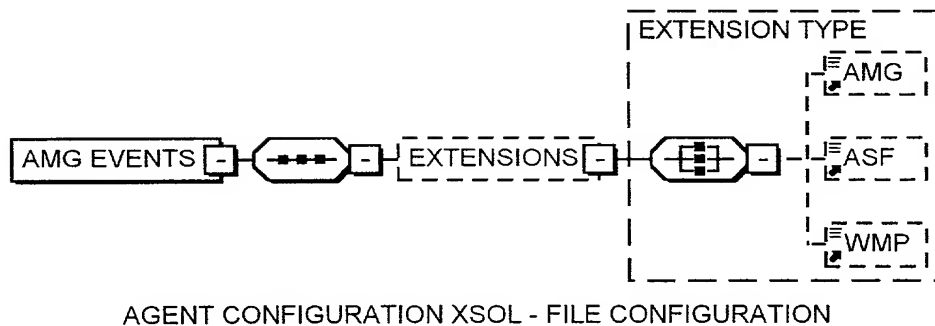 EXTENSION TYPE
AMG
AMG EVENTS
EXTENSIONS
ASF
WMP
AGENT CONFIGURATION XSOL - FILE CONFIGURATION